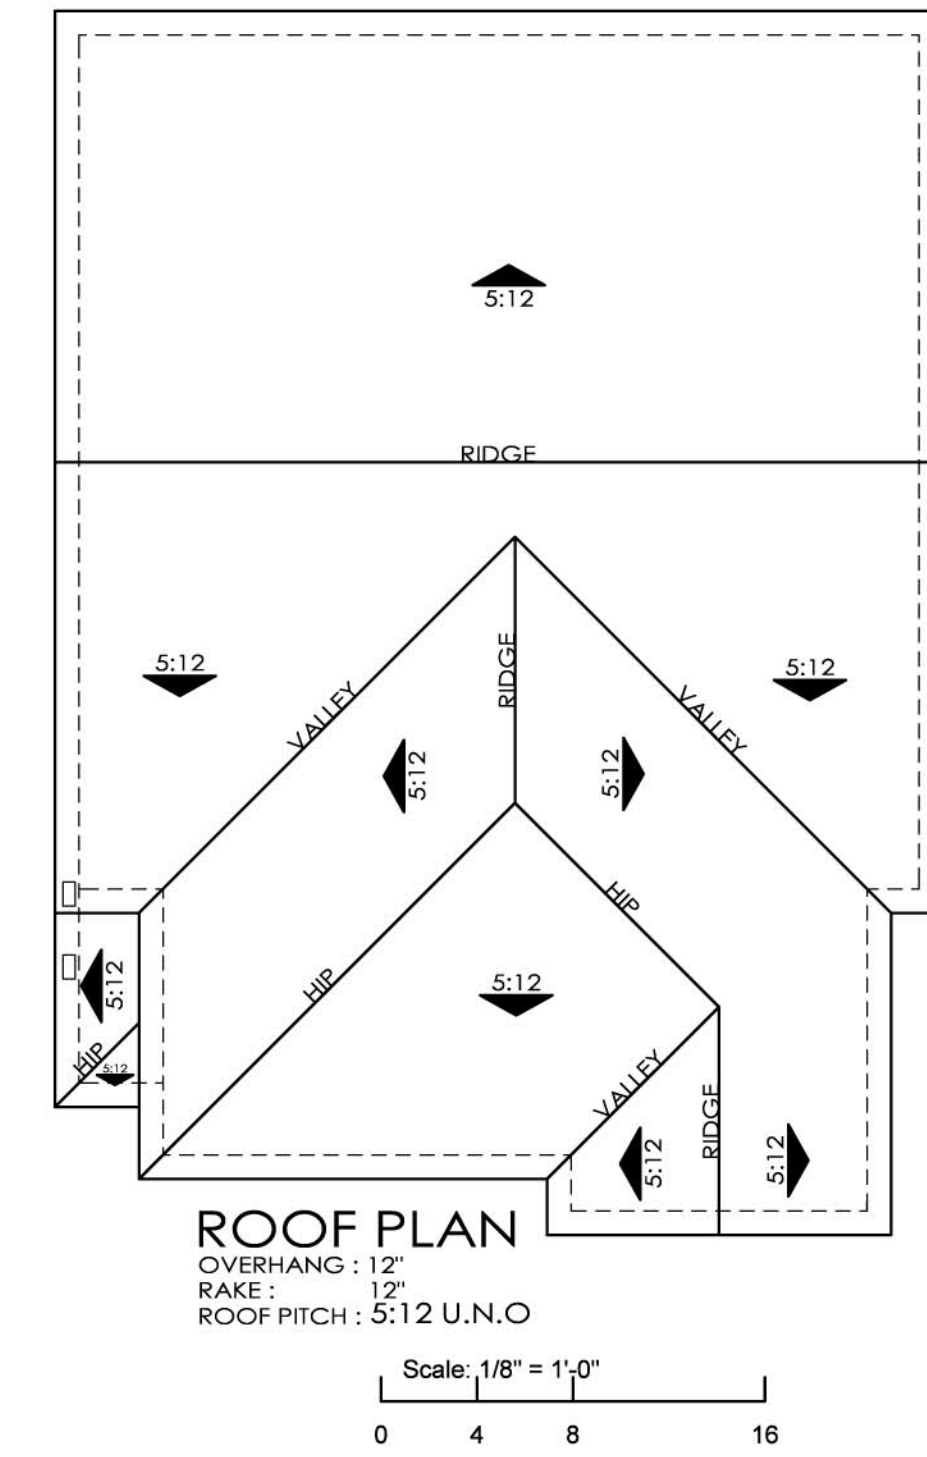 5:12
RIDGE
5:12
VALLEY
RIDGE
VALLEY
5:12
5:12
5:12
HIP
HIP
5:12
5:12
HIP
5:12
VALLEY
RIDGE
5:12
5:12
ROOF PLAN
OVERHANG : 12"
RAKE : 12"
ROOF PITCH : 5:12 U.N.O
Scale: 1/8" = 1'-0"
0 4 8 16